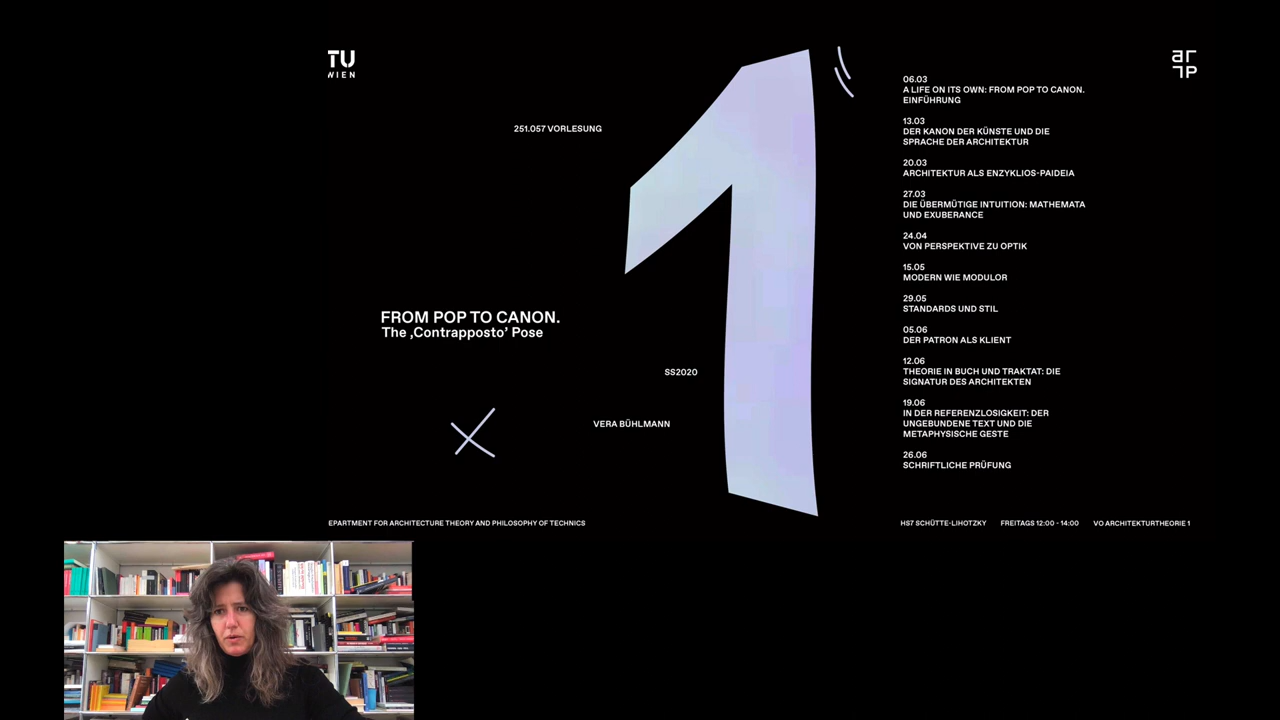 TU
WIEN
251.057 VORLESUNG
FROM POP TO CANON.
The ‚Contrapposto’ Pose
SS2020
VERA BÜHLMANN
1
06.03
A LIFE ON ITS OWN: FROM POP TO CANON.
EINFÜHRUNG
13.03
DER KANON DER KÜNSTE UND DIE
SPRACHE DER ARCHITEKTUR
20.03
ARCHITEKTUR ALS ENZYKLIOS-PAIDEIA
27.03
DIE ÜBERMÜTIGE INTUITION: MATHEMATA
UND EXUBERANCE
24.04
VON PERSPEKTIVE ZU OPTIK
15.05
MODERN WIE MODULOR
29.05
STANDARDS UND STIL
05.06
DER PATRON ALS KLIENT
12.06
THEORIE IN BUCH UND TRAKTAT: DIE
SIGNATUR DES ARCHITEKTEN
19.06
IN DER REFERENZLOSIGKEIT: DER
UNGEBUNDENE TEXT UND DIE
METAPHYSISCHE GESTE
26.06
SCHRIFTLICHE PRÜFUNG
EPARTMENT FOR ARCHITECTURE THEORY AND PHILOSOPHY OF TECHNICS
HS7 SCHÜTTE-LIHOTZKY FREITAGS 12:00 - 14:00 VO ARCHITEKTURTHEORIE 1